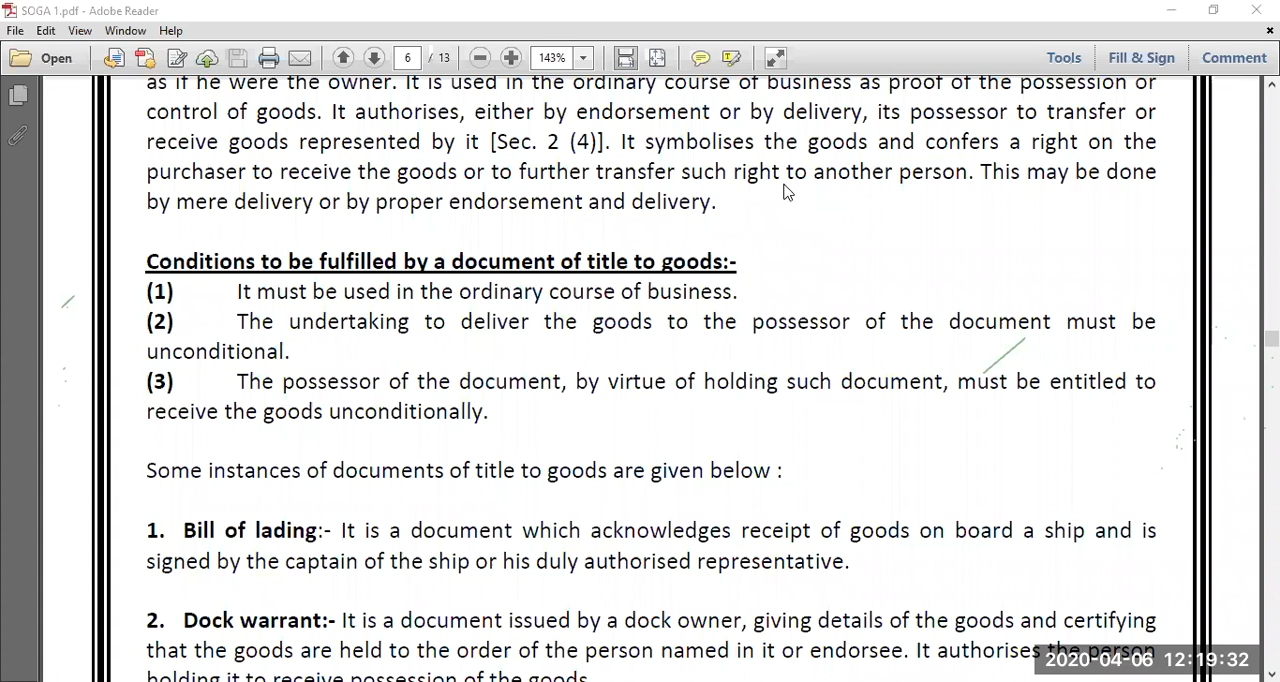 SOGA 1.pdf - Adobe Reader
File Edit View Window Help
Open 6 / 13 143% Tools Fill & Sign Comment
as if he were the owner. It is used in the ordinary course of business as proof of the possession or
control of goods. It authorises, either by endorsement or by delivery, its possessor to transfer or
receive goods represented by it [Sec. 2 (4)]. It symbolises the goods and confers a right on the
purchaser to receive the goods or to further transfer such right to another person. This may be done
by mere delivery or by proper endorsement and delivery.
Conditions to be fulfilled by a document of title to goods:-
(1) It must be used in the ordinary course of business.
(2) The undertaking to deliver the goods to the possessor of the document must be
unconditional.
(3) The possessor of the document, by virtue of holding such document, must be entitled to
receive the goods unconditionally.
Some instances of documents of title to goods are given below :
1. Bill of lading:- It is a document which acknowledges receipt of goods on board a ship and is
signed by the captain of the ship or his duly authorised representative.
2. Dock warrant:- It is a document issued by a dock owner, giving details of the goods and certifying
that the goods are held to the order of the person named in it or endorsee. It authorises the person
holding it to receive possession of the goods.
2020-04-06 12:19:32